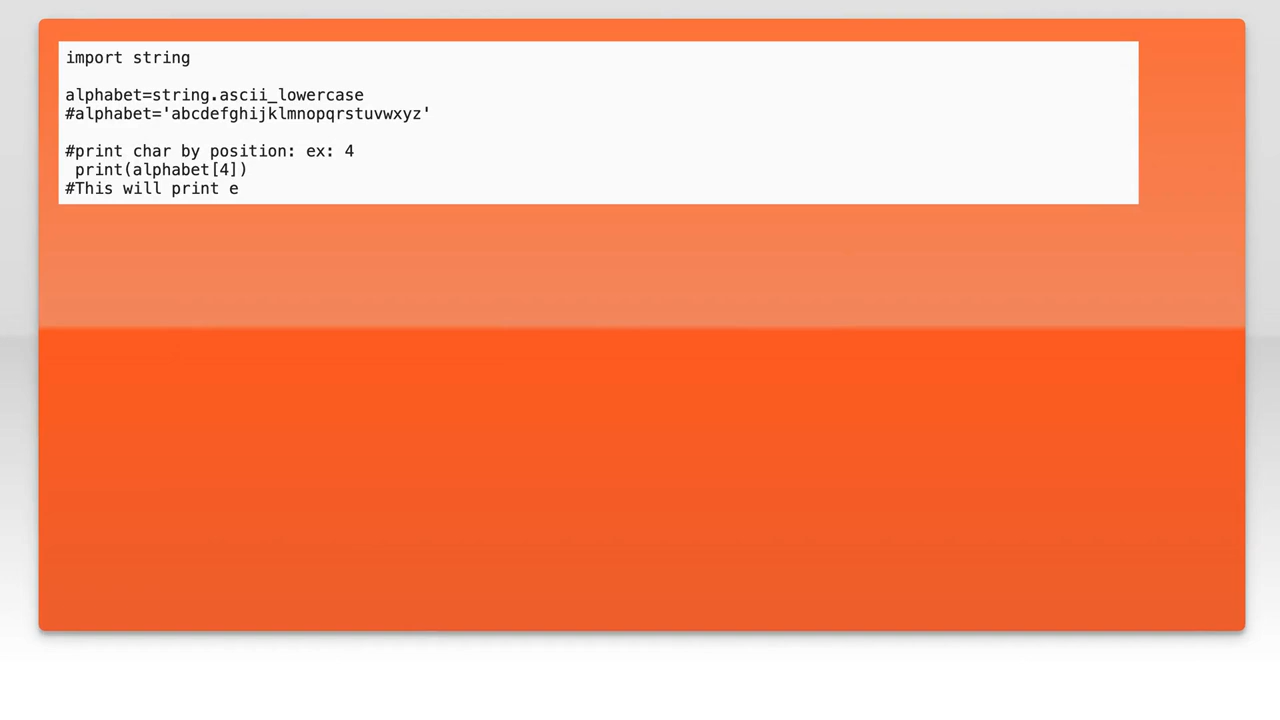 import string
alphabet=string.ascii_lowercase
#alphabet='abcdefghijklmnopqrstuvwxyz'
#print char by position: ex: 4
 print(alphabet[4])
#This will print e